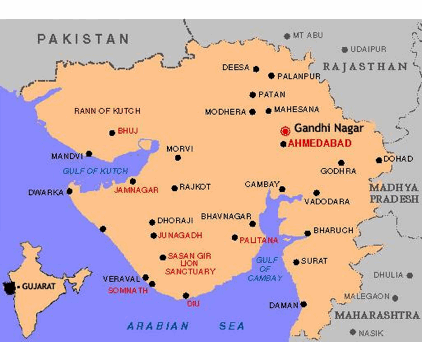 PAKISTAN
MT ABU
UDAIPUR
RAJASTHAN
DEESA
PALANPUR
PATAN
RANN OF KUTCH
MODHERA
MAHESANA
BHUJ
Gandhi Nagar
AHMEDABAD
MANDVI
MORVI
DOHAD
GULF OF KUTCH
GODHRA
DWARKA
JAMNAGAR
RAJKOT
CAMBAY
MADHYA
PRADESH
VADODARA
DHORAJI
BHAVNAGAR
JUNAGADH
PALITANA
BHARUCH
SASAN GIR
LION
SANCTUARY
GULF
OF
CAMBAY
SURAT
VERAVAL
SOMNATH
DHULIA
GUJARAT
DIU
MALEGAON
DAMAN
MAHARASHTRA
ARABIAN SEA
NASIK